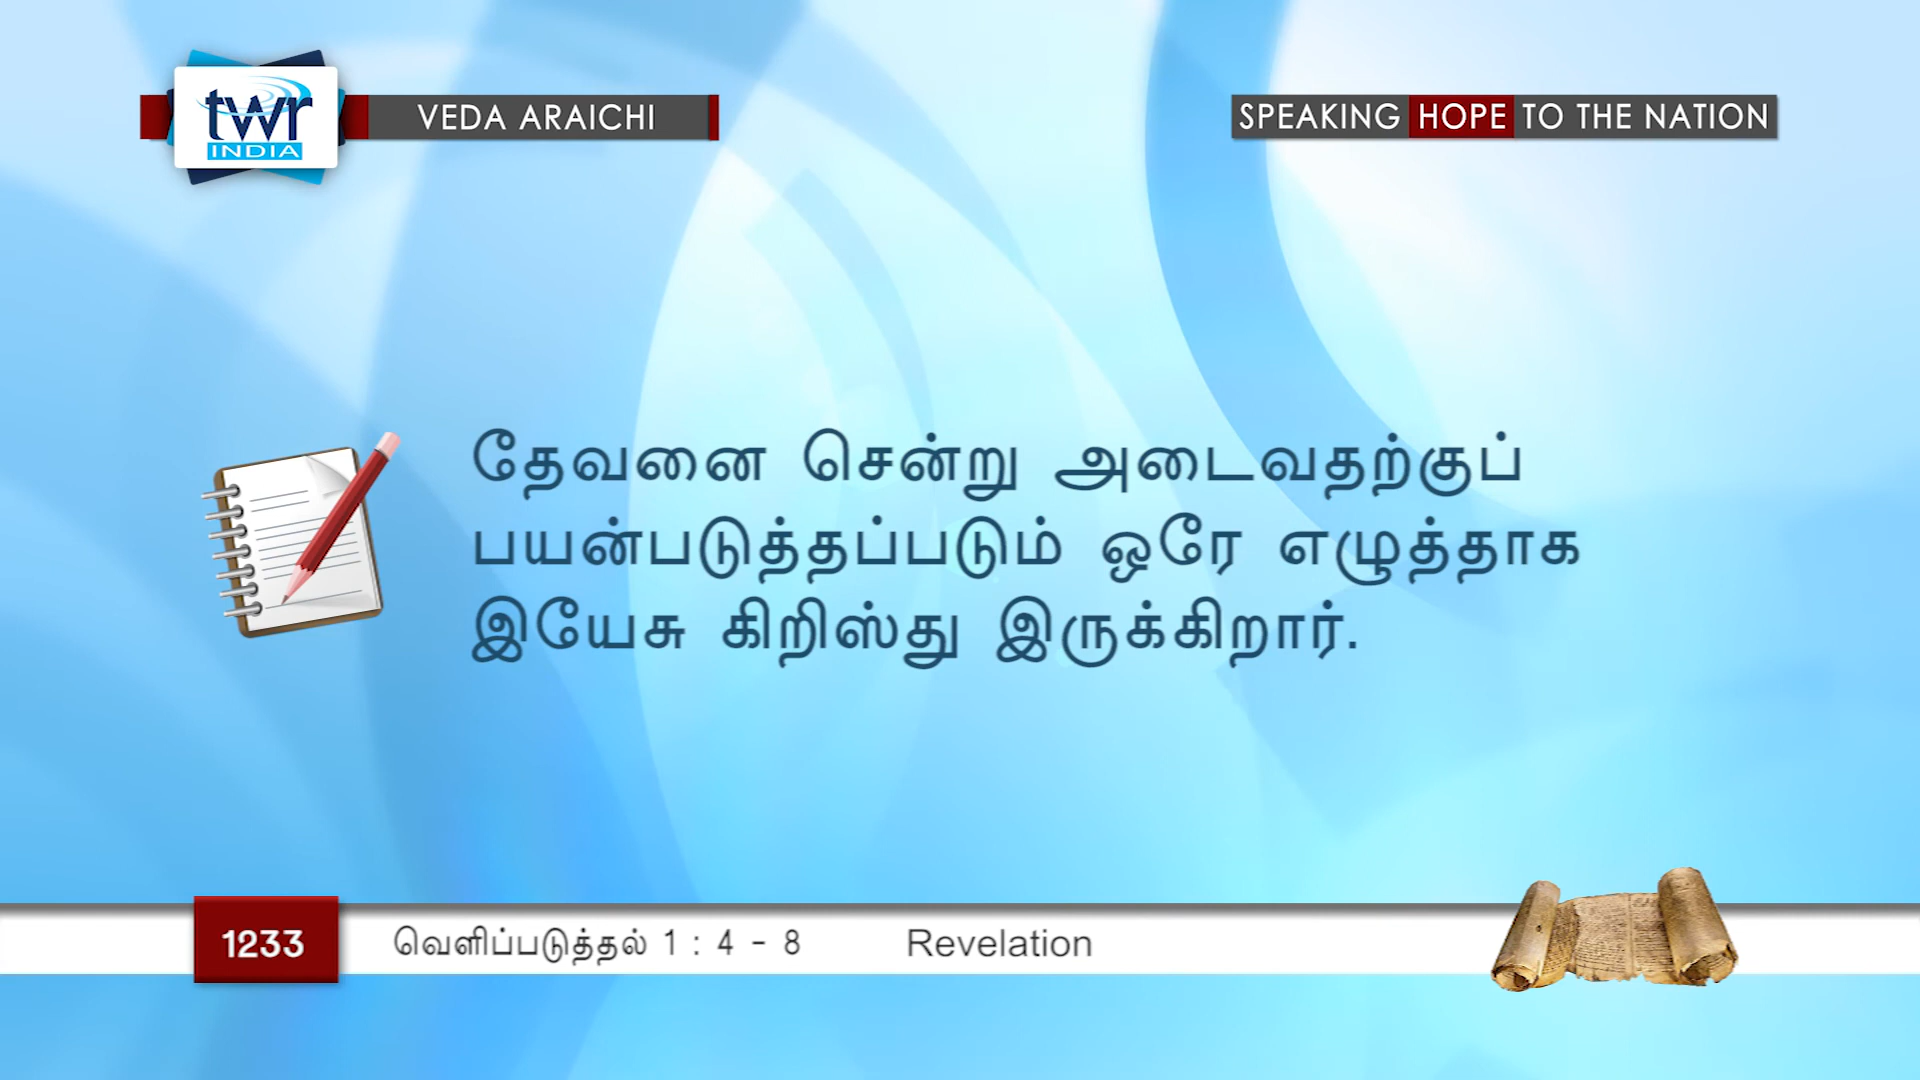 twr
INDIA
VEDA ARAICHI
SPEAKING HOPE TO THE NATION
தேவனை சென்று அடைவதற்குப்
பயன்படுத்தப்படும் ஒரே எழுத்தாக
இயேசு கிறிஸ்து இருக்கிறார்.
1233
வெளிப்படுத்தல் 1 : 4 - 8
Revelation